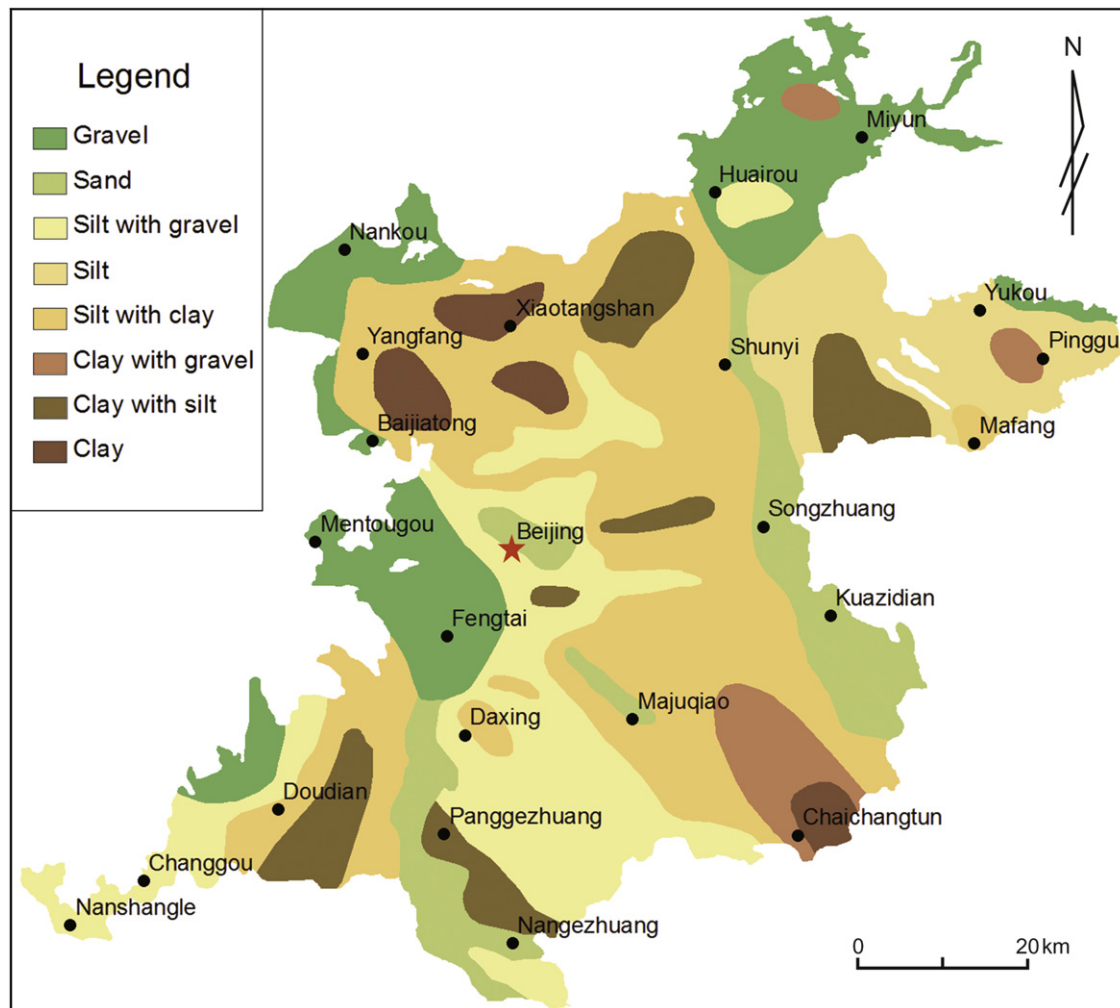 Legend
Gravel
Sand
Silt with gravel
Silt
Silt with clay
Clay with gravel
Clay with silt
Clay
N
Miyun
Huairou
Nankou
Yukou
Xiaotangshan
Yangfang
Shunyi
Pinggu
Baijiatong
Mafang
Mentougou
Beijing
Songzhuang
Kuazidian
Fengtai
Majuqiao
Daxing
Doudian
Panggezhuang
Chaichangtun
Changgou
Nanshangle
Nangezhuang
0 20 km